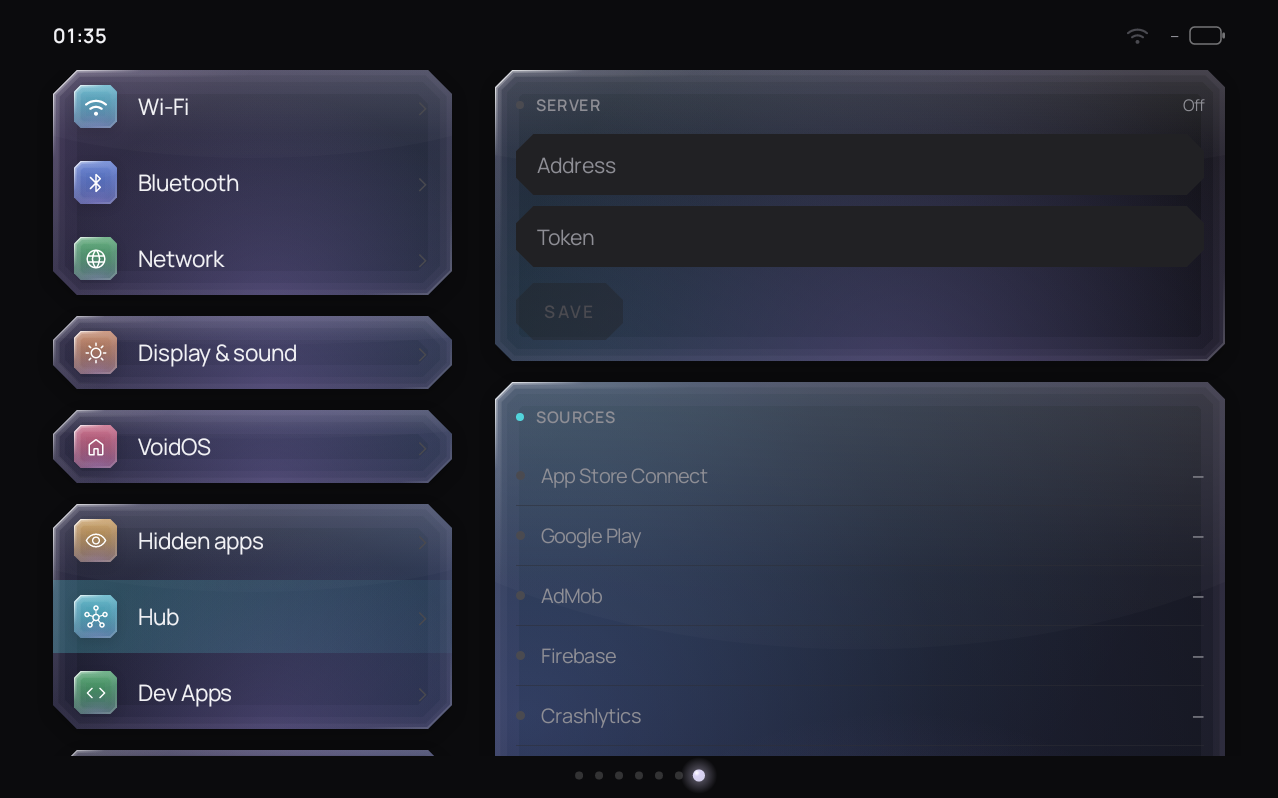 01:35
–
Wi-Fi
Bluetooth
Network
Display & sound
VoidOS
Hidden apps
Hub
Dev Apps
SERVER
Off
Address
Token
SAVE
SOURCES
App Store Connect –
Google Play –
AdMob –
Firebase –
Crashlytics –